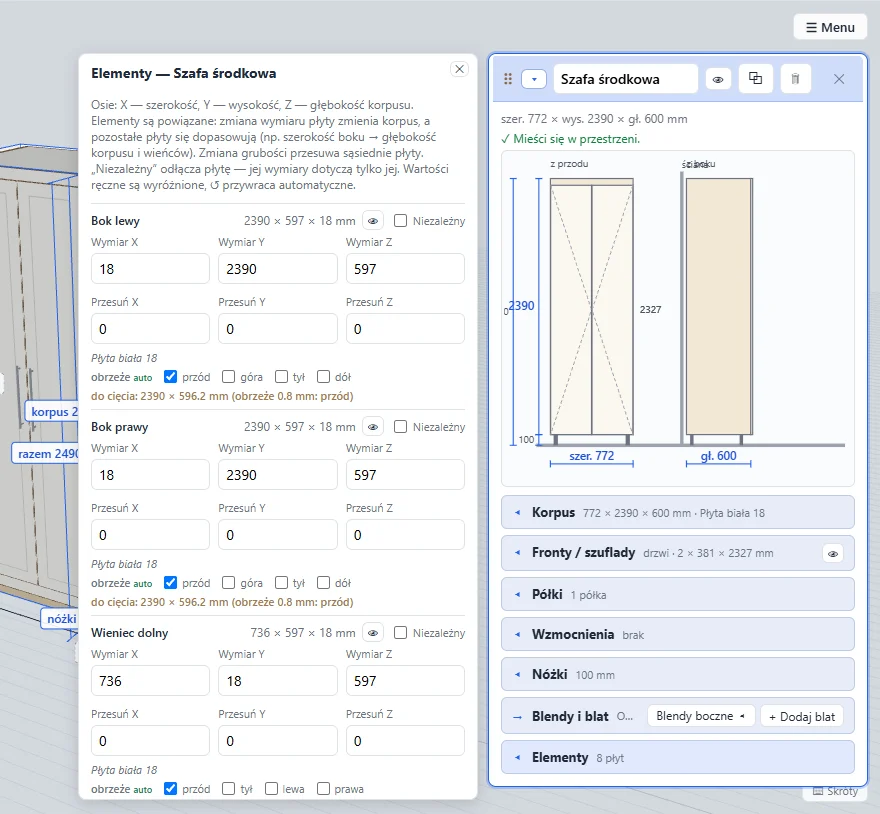 ☰ Menu
Elementy — Szafa środkowa
Osie: X — szerokość, Y — wysokość, Z — głębokość korpusu.
Elementy są powiązane: zmiana wymiaru płyty zmienia korpus, a
pozostałe płyty się dopasowują (np. szerokość boku → głębokość
korpusu i wieńców). Zmiana grubości przesuwa sąsiednie płyty.
„Niezależny” odłącza płytę — jej wymiary dotyczą tylko jej. Wartości
ręczne są wyróżnione, ↺ przywraca automatyczne.
Bok lewy 2390 × 597 × 18 mm Niezależny
Wymiar X Wymiar Y Wymiar Z
18 2390 597
Przesuń X Przesuń Y Przesuń Z
0 0 0
Płyta biała 18
obrzeże auto przód góra tył dół
do cięcia: 2390 × 596.2 mm (obrzeże 0.8 mm: przód)
Bok prawy 2390 × 597 × 18 mm Niezależny
Wymiar X Wymiar Y Wymiar Z
18 2390 597
Przesuń X Przesuń Y Przesuń Z
0 0 0
Płyta biała 18
obrzeże auto przód góra tył dół
do cięcia: 2390 × 596.2 mm (obrzeże 0.8 mm: przód)
Wieniec dolny 736 × 597 × 18 mm Niezależny
Wymiar X Wymiar Y Wymiar Z
736 18 597
Przesuń X Przesuń Y Przesuń Z
0 0 0
Płyta biała 18
obrzeże auto przód tył lewa prawa
korpus 2
razem 2490
nóżki
Szafa środkowa
szer. 772 × wys. 2390 × gł. 600 mm
✓ Mieści się w przestrzeni.
z przodu z boku
0 2390 2327
100
szer. 772 gł. 600
Korpus 772 × 2390 × 600 mm · Płyta biała 18
Fronty / szuflady drzwi · 2 × 381 × 2327 mm
Półki 1 półka
Wzmocnienia brak
Nóżki 100 mm
→ Blendy i blat O... Blendy boczne + Dodaj blat
Elementy 8 płyt
Skróty